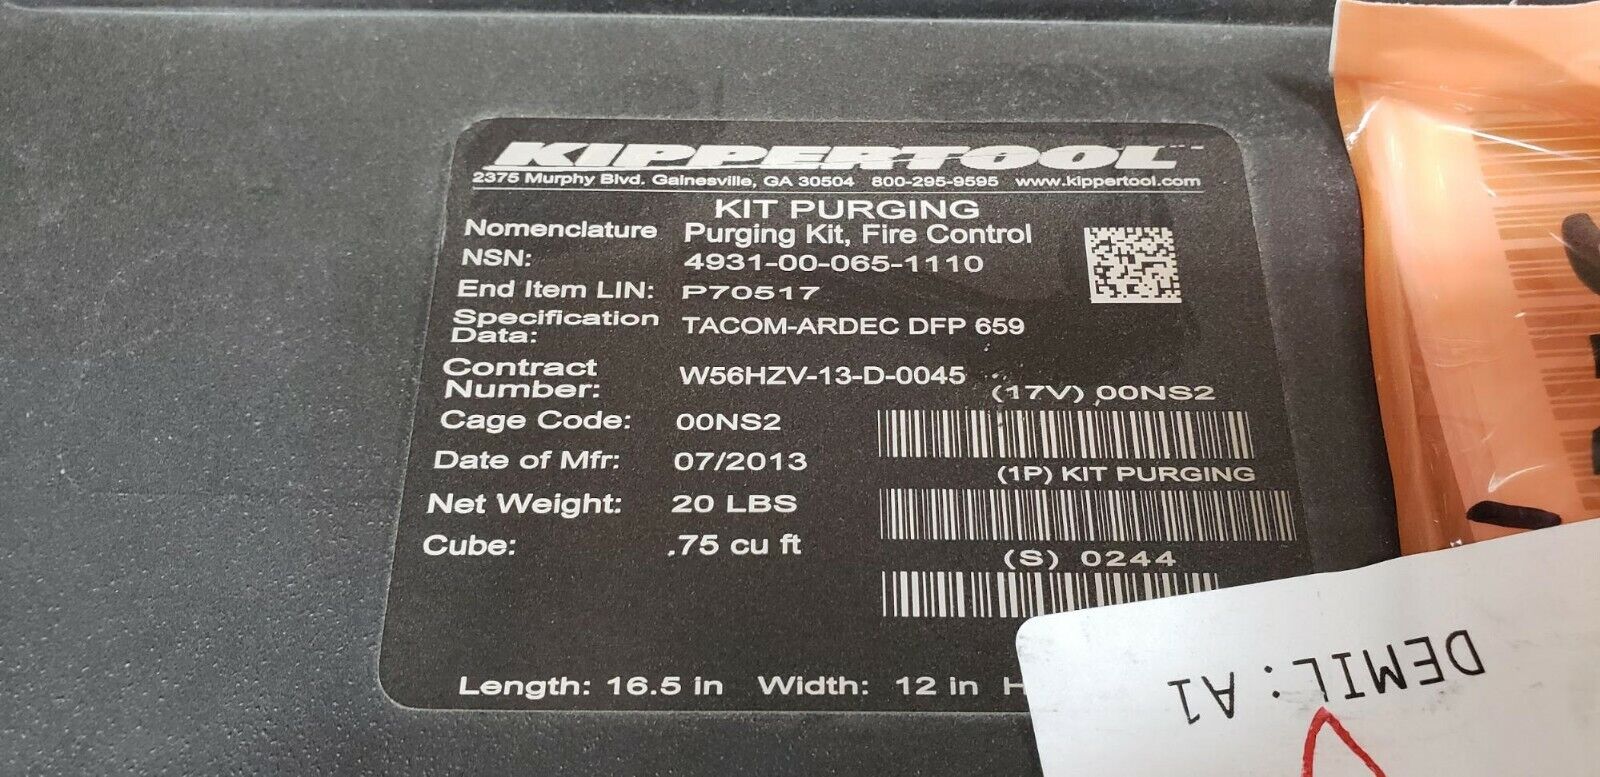 KIPPERTOOL
2375 Murphy Blvd. Gainesville, GA 30504 800-295-9595 www.kippertool.com
KIT PURGING
Nomenclature Purging Kit, Fire Control
NSN: 4931-00-065-1110
End Item LIN: P70517
Specification Data: TACOM-ARDEC DFP 659
Contract Number: W56HZV-13-D-0045
(17V) 00NS2
Cage Code: 00NS2
Date of Mfr: 07/2013
(1P) KIT PURGING
Net Weight: 20 LBS
Cube: .75 cu ft
(S) 0244
Length: 16.5 in Width: 12 in H
DEMIL: A1